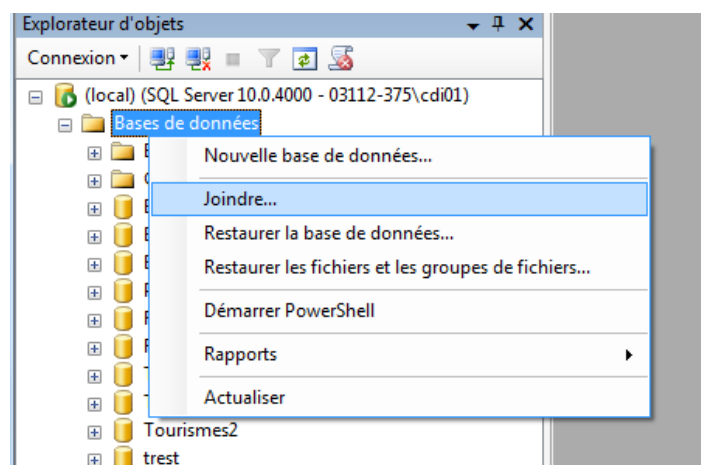 Explorateur d'objets
Connexion
(local) (SQL Server 10.0.4000 - 03112-375\cdi01)
Bases de données
Nouvelle base de données...
Joindre...
Restaurer la base de données...
Restaurer les fichiers et les groupes de fichiers...
Démarrer PowerShell
Rapports
Actualiser
Tourismes2
trest